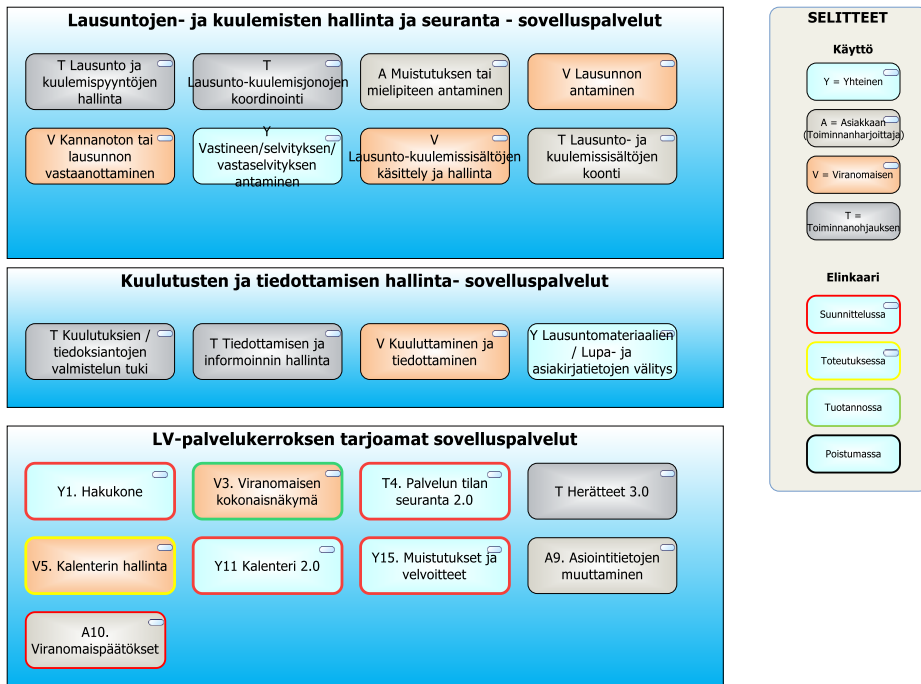 Lausuntojen- ja kuulemisten hallinta ja seuranta - sovelluspalvelut
T Lausunto ja
kuulemispyyntöjen
hallinta
T
Lausunto-kuulemisjonojen
koordinointi
A Muistutuksen tai
mielipiteen antaminen
V Lausunnon
antaminen
V Kannanoton tai
lausunnon
vastaanottaminen
Y
Vastineen/selvityksen/
vastaselvityksen
antaminen
V
Lausunto-kuulemissisältöjen
käsittely ja hallinta
T Lausunto- ja
kuulemissisältöjen
koonti
Kuulutusten ja tiedottamisen hallinta- sovelluspalvelut
T Kuulutuksien /
tiedoksiantojen
valmistelun tuki
T Tiedottamisen ja
informoinnin hallinta
V Kuuluttaminen ja
tiedottaminen
Y Lausuntomateriaalien
/ Lupa- ja
asiakirjatietojen välitys
LV-palvelukerroksen tarjoamat sovelluspalvelut
Y1. Hakukone
V3. Viranomaisen
kokonaisnäkymä
T4. Palvelun tilan
seuranta 2.0
T Herätteet 3.0
V5. Kalenterin hallinta
Y11 Kalenteri 2.0
Y15. Muistutukset ja
velvoitteet
A9. Asiointitietojen
muuttaminen
A10.
Viranomaispäätökset
SELITTEET
Käyttö
Y = Yhteinen
A = Asiakkaan
(Toiminnanharjoittaja)
V = Viranomaisen
T =
Toiminnanohjauksen
Elinkaari
Suunnittelussa
Toteutuksessa
Tuotannossa
Poistumassa